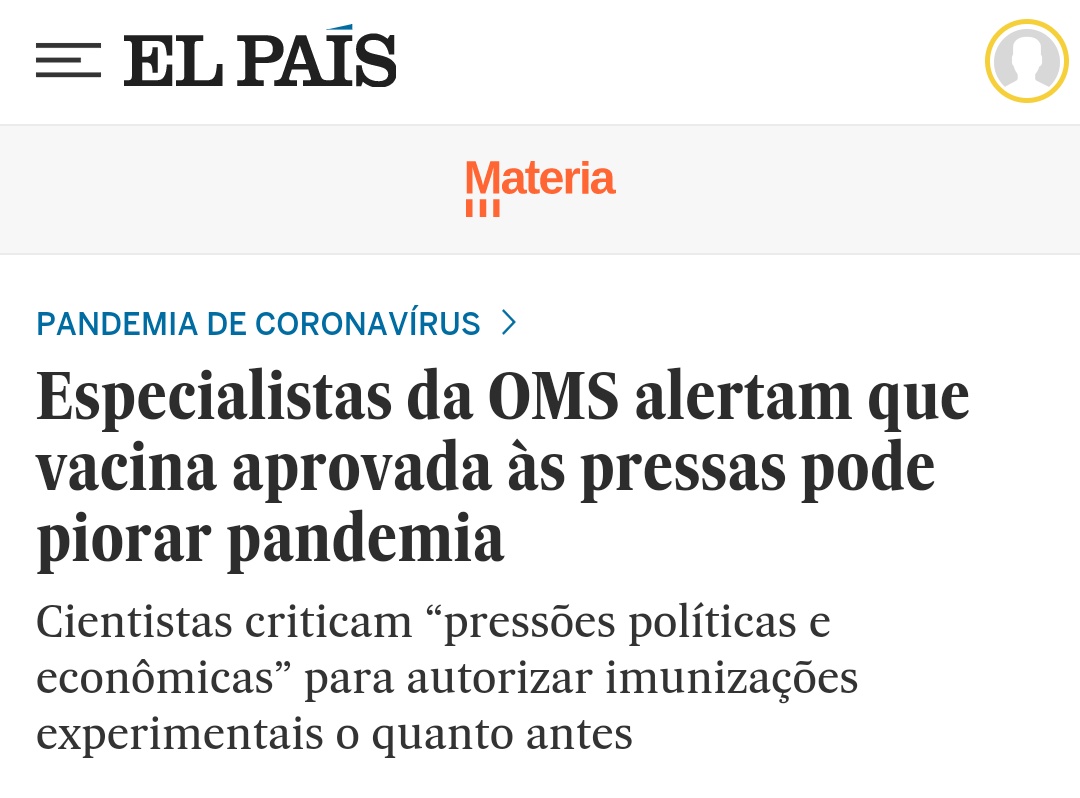 EL PAÍS
Materia
PANDEMIA DE CORONAVÍRUS
Especialistas da OMS alertam que
vacina aprovada às pressas pode
piorar pandemia
Cientistas criticam “pressões políticas e
econômicas” para autorizar imunizações
experimentais o quanto antes